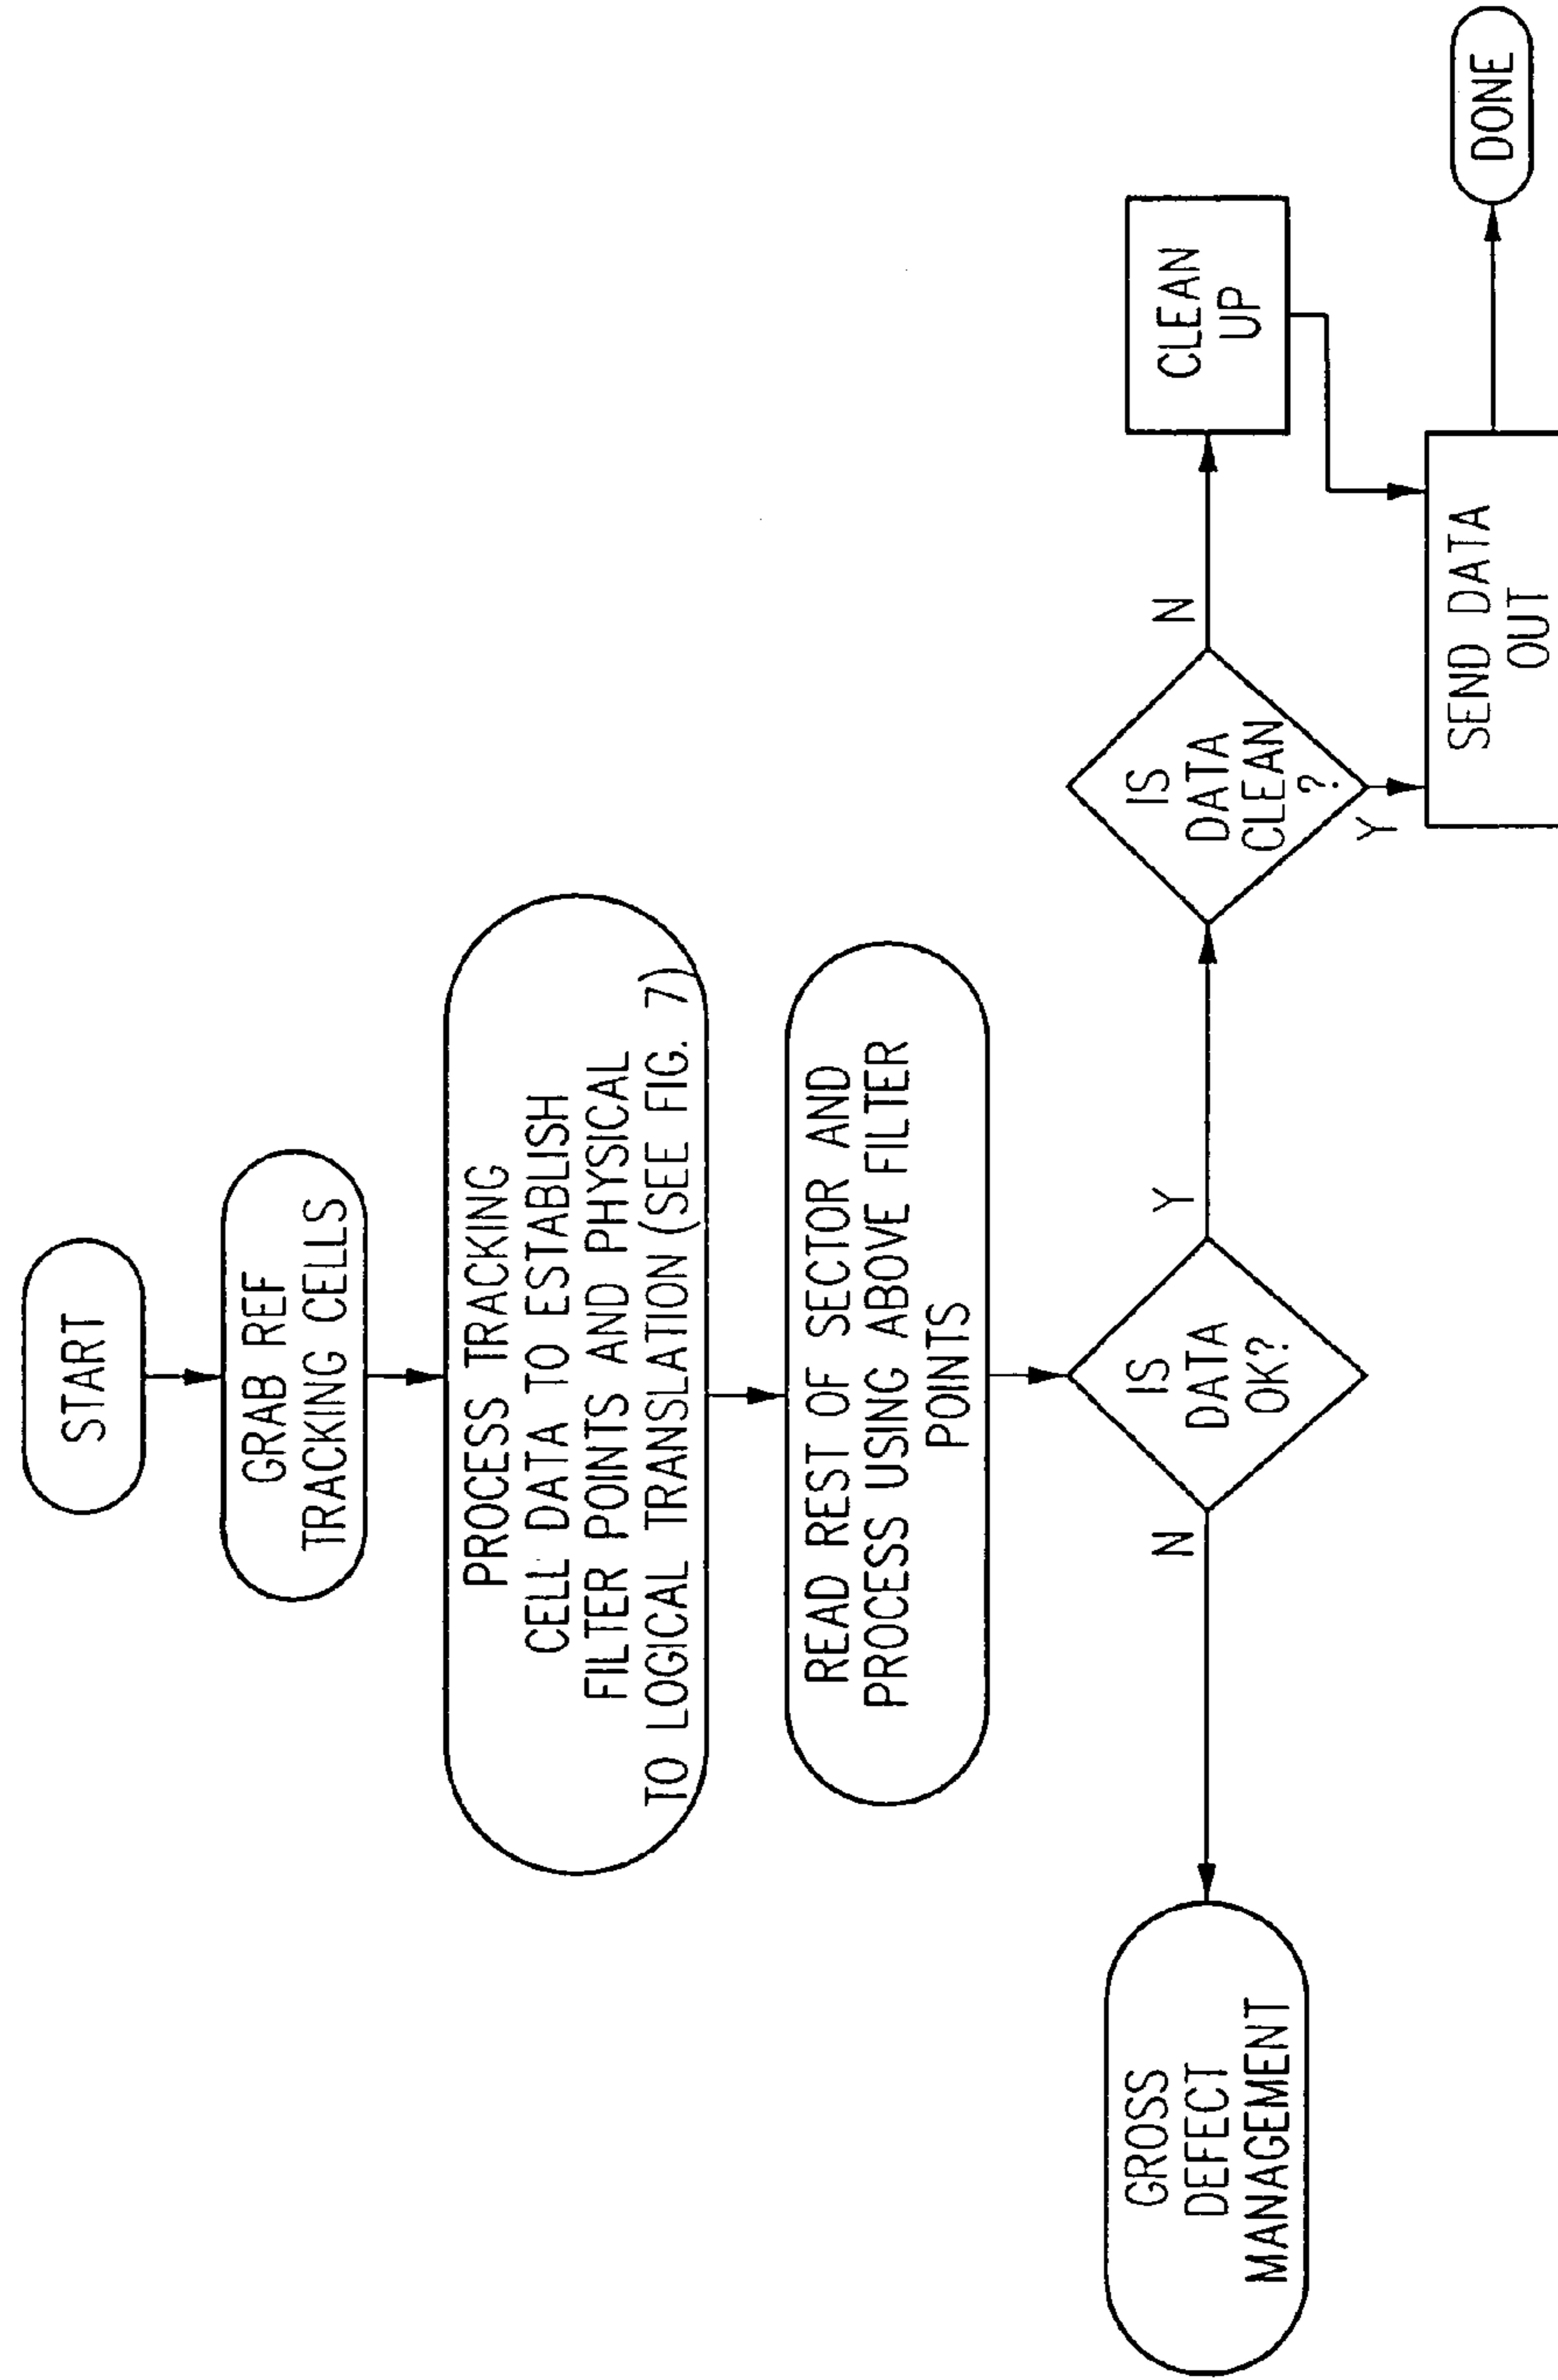 START
GRAB REF
TRACKING CELLS
PROCESS TRACKING
CELL DATA TO ESTABLISH
FILTER POINTS AND PHYSICAL
TO LOGICAL TRANSLATION (SEE FIG. 7)
READ REST OF SECTOR AND
PROCESS USING ABOVE FILTER
POINTS
IS
DATA
OK?
N
Y
GROSS
DEFECT
MANAGEMENT
IS
DATA
CLEAN
?
N
Y
CLEAN
UP
SEND DATA
OUT
DONE